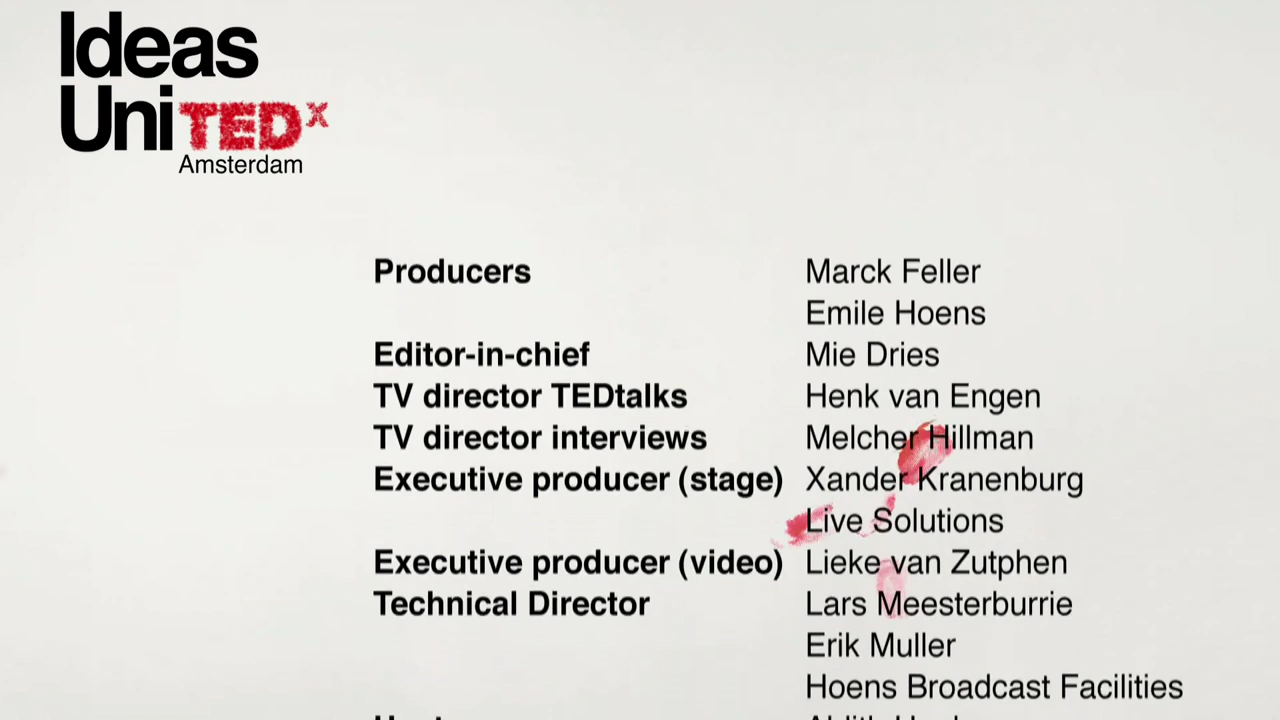 Ideas
UniTEDx
Amsterdam
Producers Marck Feller
Emile Hoens
Editor-in-chief Mie Dries
TV director TEDtalks Henk van Engen
TV director interviews Melcher Hillman
Executive producer (stage) Xander Kranenburg
Live Solutions
Executive producer (video) Lieke van Zutphen
Technical Director Lars Meesterburrie
Erik Muller
Hoens Broadcast Facilities